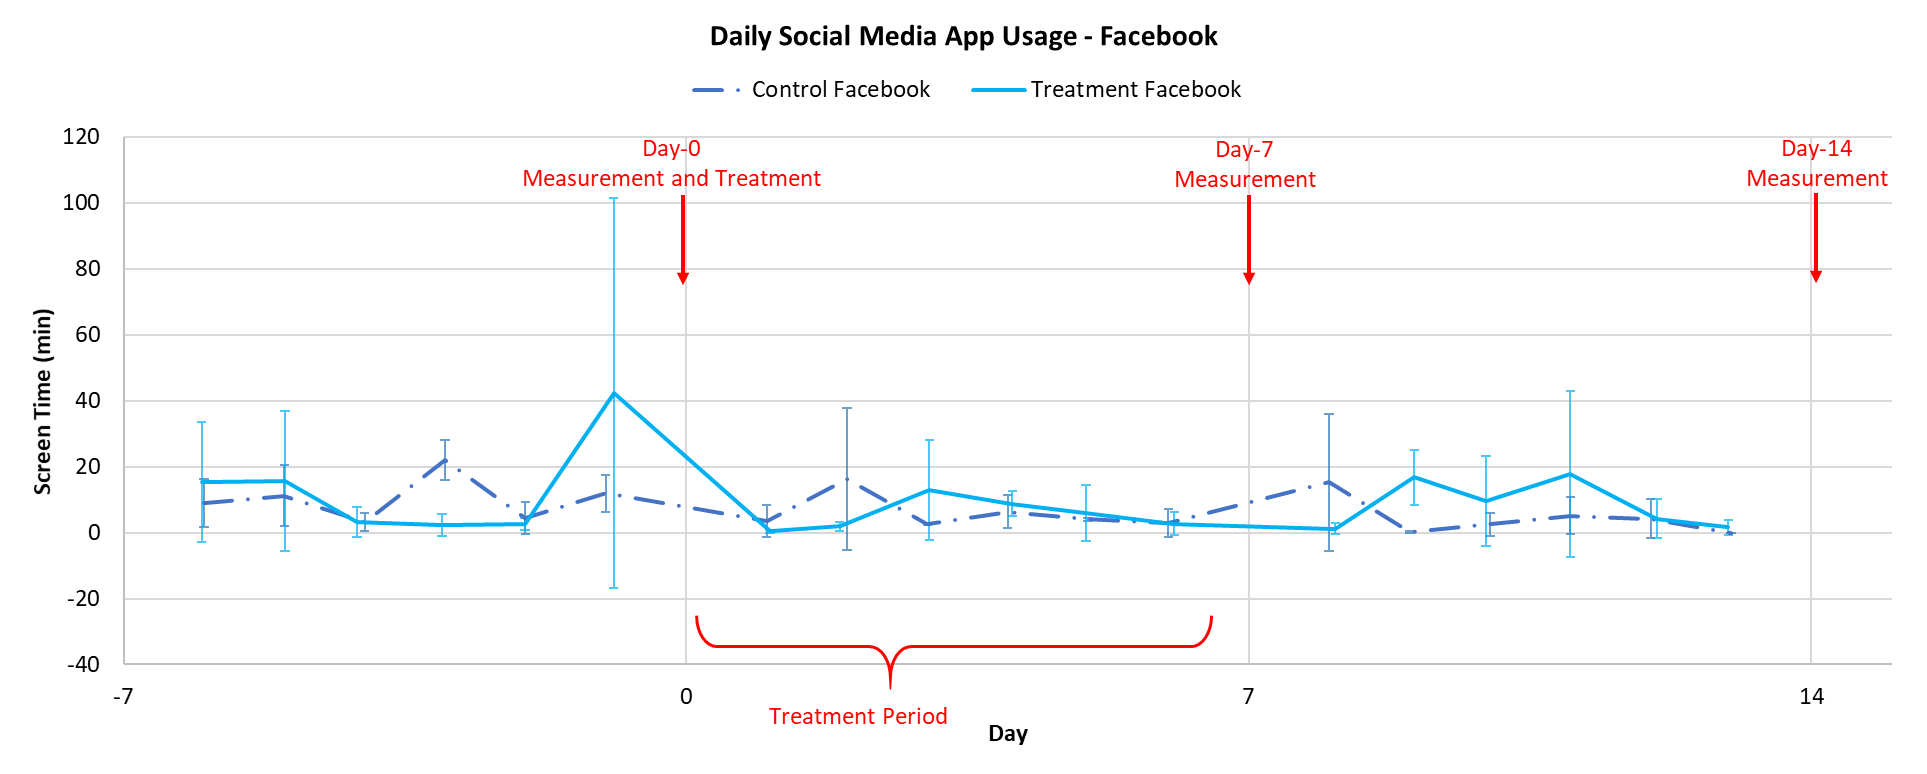 Daily Social Media App Usage - Facebook
Control Facebook
Treatment Facebook
120
100
80
60
40
20
0
-20
-40
Screen Time (min)
Day-0
Measurement and Treatment
Day-7
Measurement
Day-14
Measurement
-7
0
7
14
Treatment Period
Day